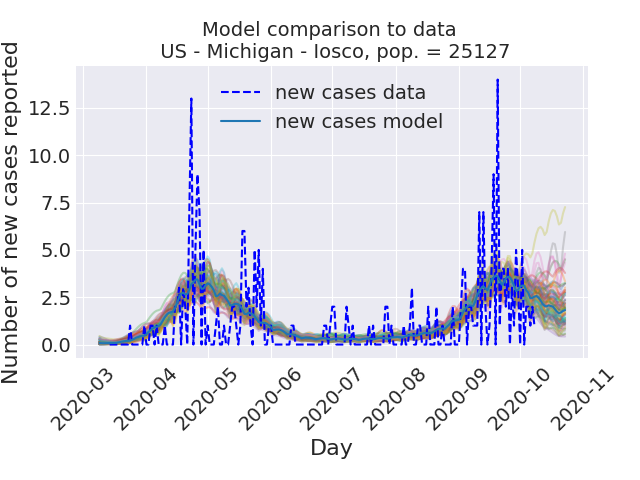 Model comparison to data
US - Michigan - Iosco, pop. = 25127
Number of new cases reported
12.5
10.0
7.5
5.0
2.5
0.0
new cases data
new cases model
2020-03
2020-04
2020-05
2020-06
2020-07
2020-08
2020-09
2020-10
2020-11
Day